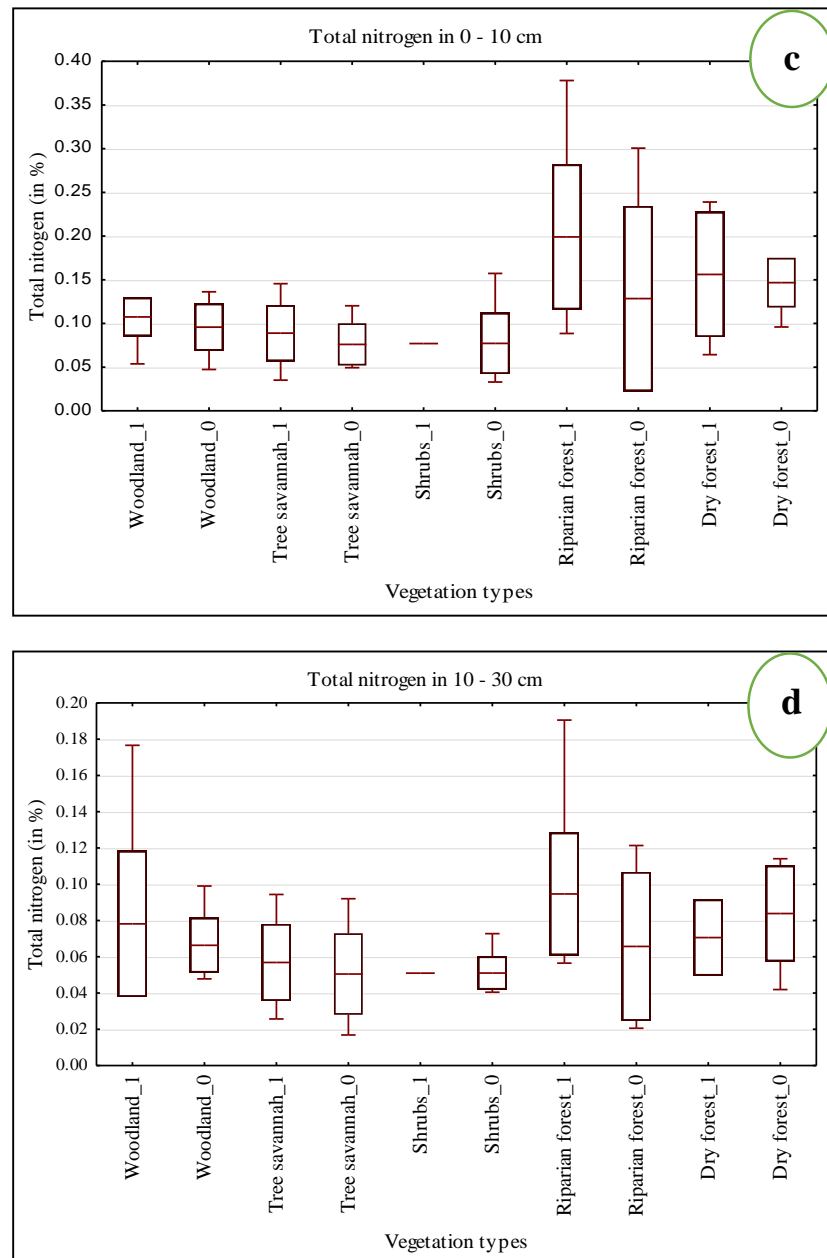 Total nitrogen in 0 - 10 cm
c
Total nitogen (in %)
0.40
0.35
0.30
0.25
0.20
0.15
0.10
0.05
0.00
Woodland_1
Woodland_0
Tree savannah_1
Tree savannah_0
Shrubs_1
Shrubs_0
Riparian forest_1
Riparian forest_0
Dry forest_1
Dry forest_0
Vegetation types
Total nitrogen in 10 - 30 cm
d
Total nitrogen (in %)
0.20
0.18
0.16
0.14
0.12
0.10
0.08
0.06
0.04
0.02
0.00
Woodland_1
Woodland_0
Tree savannah_1
Tree savannah_0
Shrubs_1
Shrubs_0
Riparian forest_1
Riparian forest_0
Dry forest_1
Dry forest_0
Vegetation types